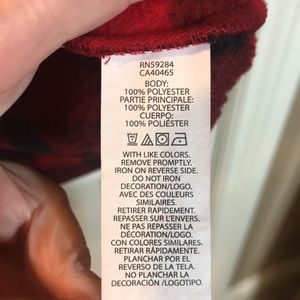 RN59284
CA40465
BODY:
100% POLYESTER
PARTIE PRINCIPALE:
100% POLYESTER
CUERPO:
100% POLIÉSTER
WITH LIKE COLORS.
REMOVE PROMPTLY.
IRON ON REVERSE SIDE.
DO NOT IRON
DECORATION/LOGO.
AVEC DES COULEURS
SIMILAIRES.
RETIRER RAPIDEMENT.
REPASSER SUR L'ENVERS.
NE PAS REPASSER LA
DÉCORATION/LOGO.
CON COLORES SIMILARES.
RETIRAR RÁPIDAMENTE.
PLANCHAR POR EL
REVERSO DE LA TELA.
NO PLANCHAR LA
DECORACIÓN
/LOGOTIPO.